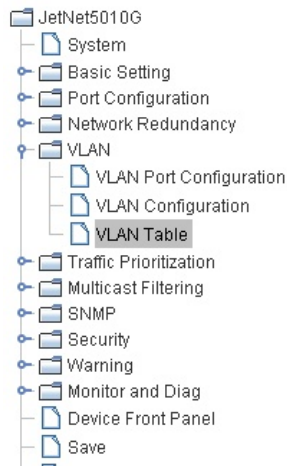 JetNet5010G
System
Basic Setting
Port Configuration
Network Redundancy
VLAN
VLAN Port Configuration
VLAN Configuration
VLAN Table
Traffic Prioritization
Multicast Filtering
SNMP
Security
Warning
Monitor and Diag
Device Front Panel
Save